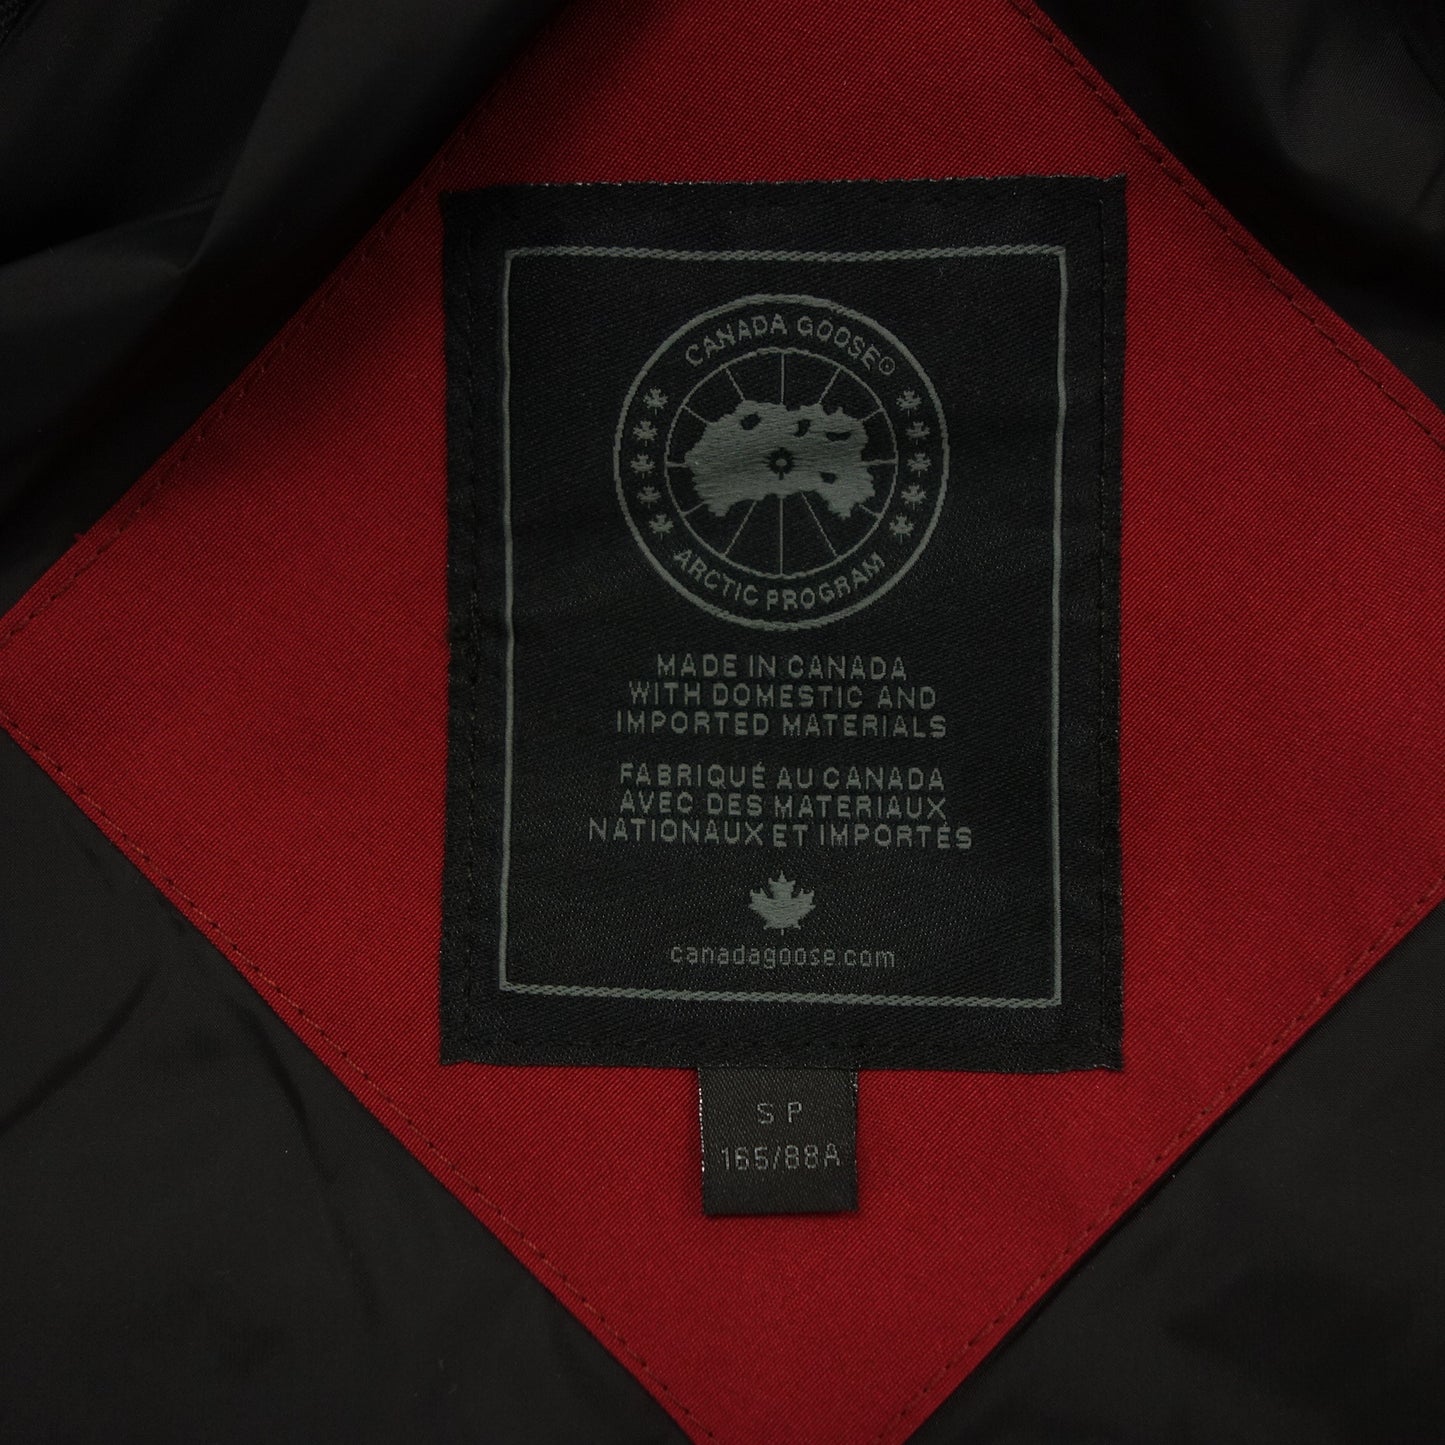 CANADA GOOSE®
ARCTIC PROGRAM
MADE IN CANADA
WITH DOMESTIC AND
IMPORTED MATERIALS
FABRIQUÉ AU CANADA
AVEC DES MATERIAUX
NATIONAUX ET IMPORTÉS
canadagoose.com
S P
165/88A